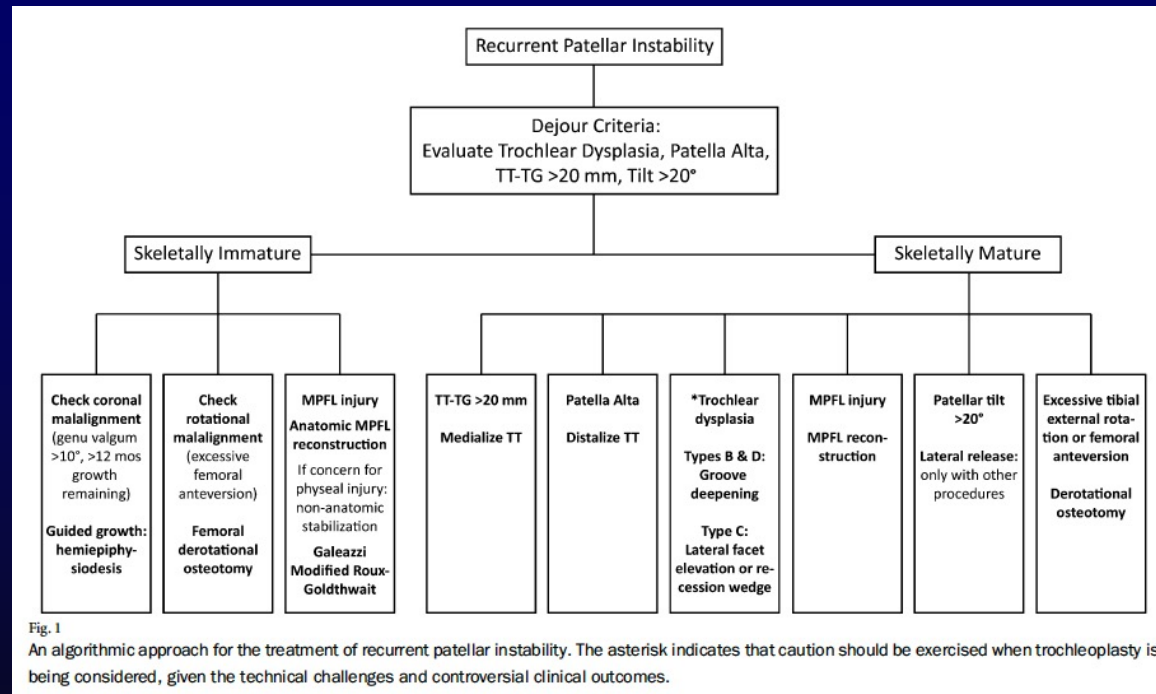 Recurrent Patellar Instability
Dejour Criteria:
Evaluate Trochlear Dysplasia, Patella Alta,
TT-TG >20 mm, Tilt >20°
Skeletally Immature
Skeletally Mature
Check coronal
malalignment
(genu valgum
>10°, >12 mos
growth
remaining)
Guided growth:
hemiepiphy-
siodesis
Check
rotational
malalignment
(excessive
femoral
anteversion)
Femoral
derotational
osteotomy
MPFL injury
Anatomic MPFL
reconstruction
If concern for
physeal injury:
non-anatomic
stabilization
Galeazzi
Modified Roux-
Goldthwait
TT-TG >20 mm
Medialize TT
Patella Alta
Distalize TT
*Trochlear
dysplasia
Types B & D:
Groove
deepening
Type C:
Lateral facet
elevation or re-
cession wedge
MPFL injury
MPFL recon-
struction
Patellar tilt
>20°
Lateral release:
only with other
procedures
Excessive tibial
external rota-
tion or femoral
anteversion
Derotational
osteotomy
Fig. 1
An algorithmic approach for the treatment of recurrent patellar instability. The asterisk indicates that caution should be exercised when trochleoplasty is
being considered, given the technical challenges and controversial clinical outcomes.